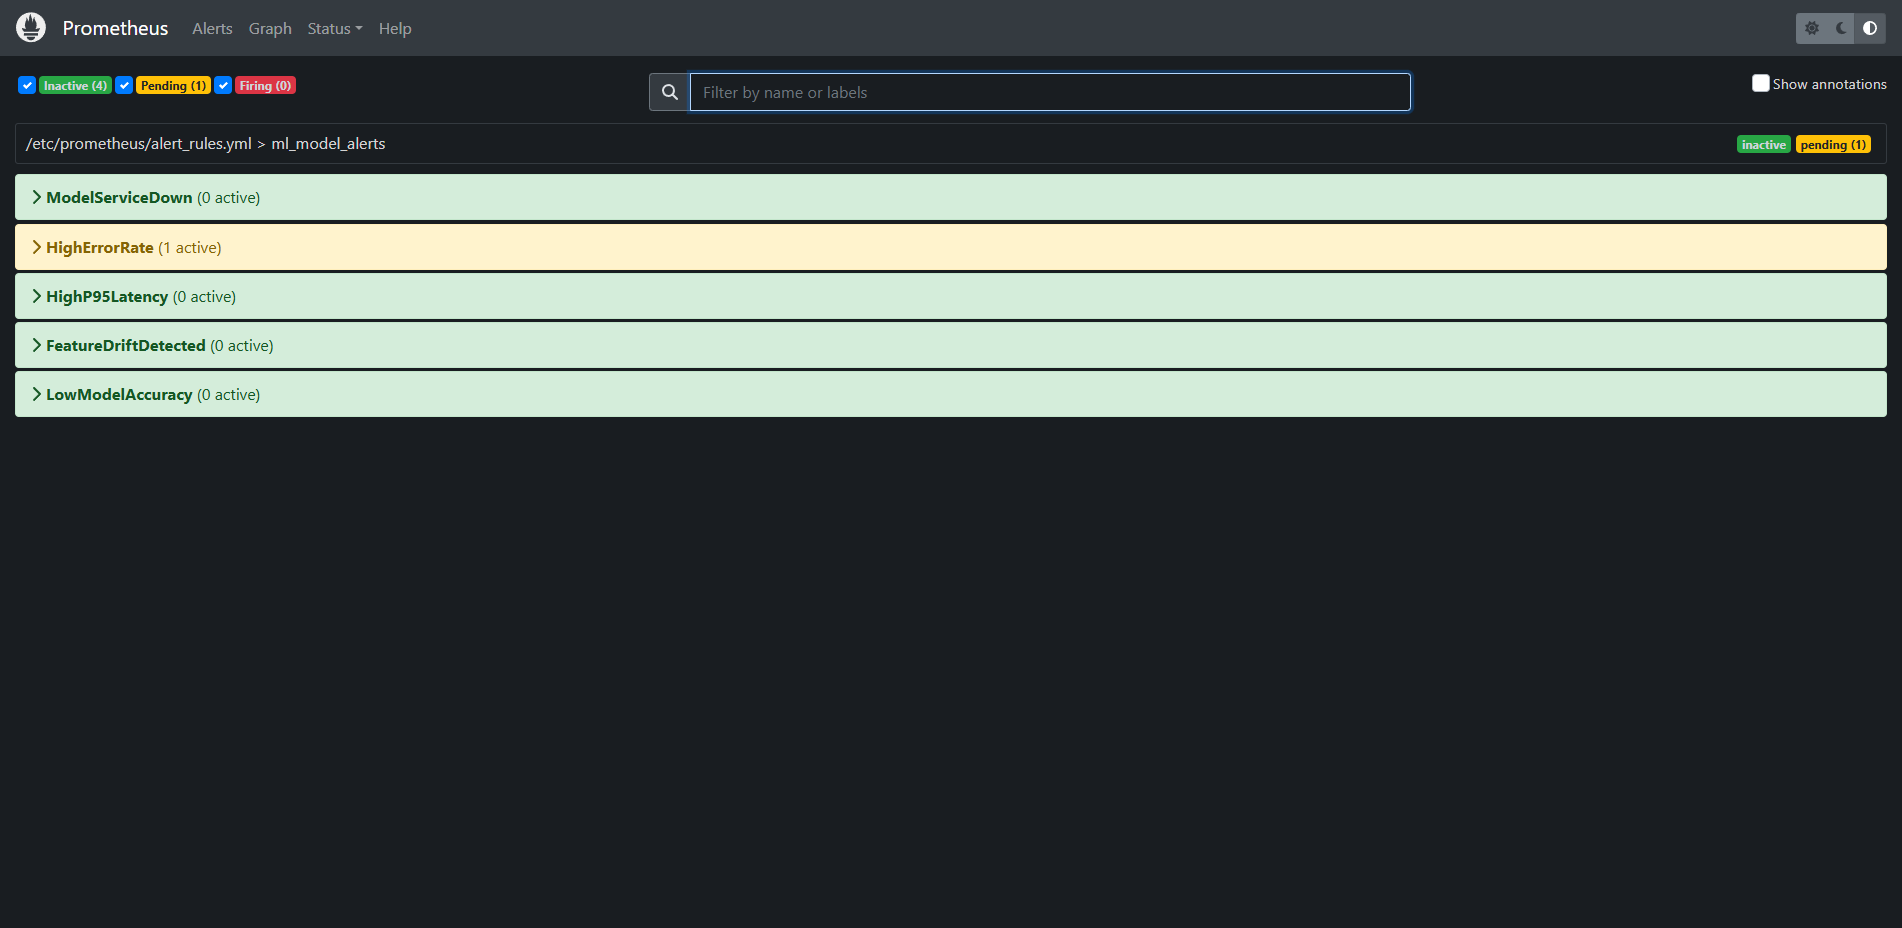 Prometheus Alerts Graph Status Help
Inactive (4) Pending (1) Firing (0) Filter by name or labels Show annotations
/etc/prometheus/alert_rules.yml > ml_model_alerts inactive pending (1)
ModelServiceDown (0 active)
HighErrorRate (1 active)
HighP95Latency (0 active)
FeatureDriftDetected (0 active)
LowModelAccuracy (0 active)